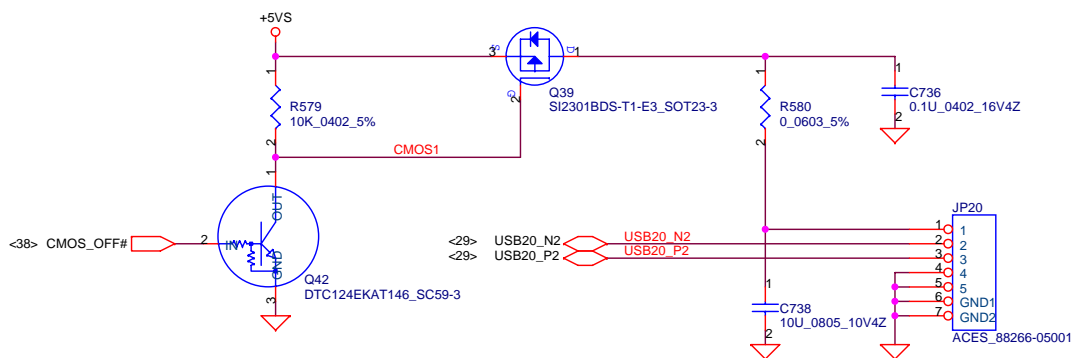 +5VS
1
R579
10K_0402_5%
2
3
S
D
1
G
2
Q39
SI2301BDS-T1-E3_SOT23-3
CMOS1
1
R580
0_0603_5%
2
1
C736
0.1U_0402_16V4Z
2
1
OUT
<38> CMOS_OFF#
2
IN
GND
Q42
DTC124EKAT146_SC59-3
3
<29> USB20_N2
USB20_N2
<29> USB20_P2
USB20_P2
1
C738
10U_0805_10V4Z
2
JP20
1 1
2 2
3 3
4 4
5 5
6 GND1
7 GND2
ACES_88266-05001